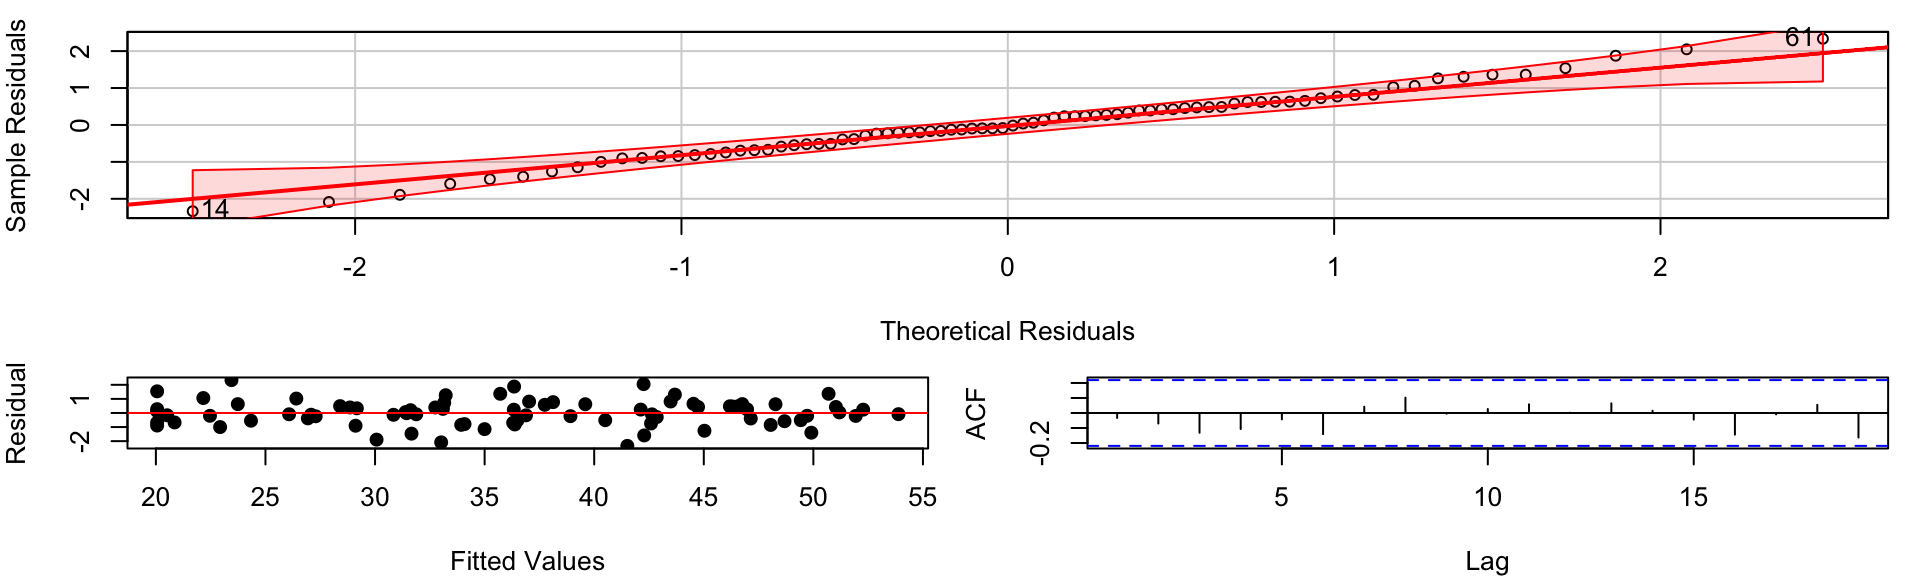 Sample Residuals
2
1
0
-2
61
14
-2 -1 0 1 2
Theoretical Residuals
Residual
1
-2
20 25 30 35 40 45 50 55
Fitted Values
ACF
-0.2
5 10 15
Lag